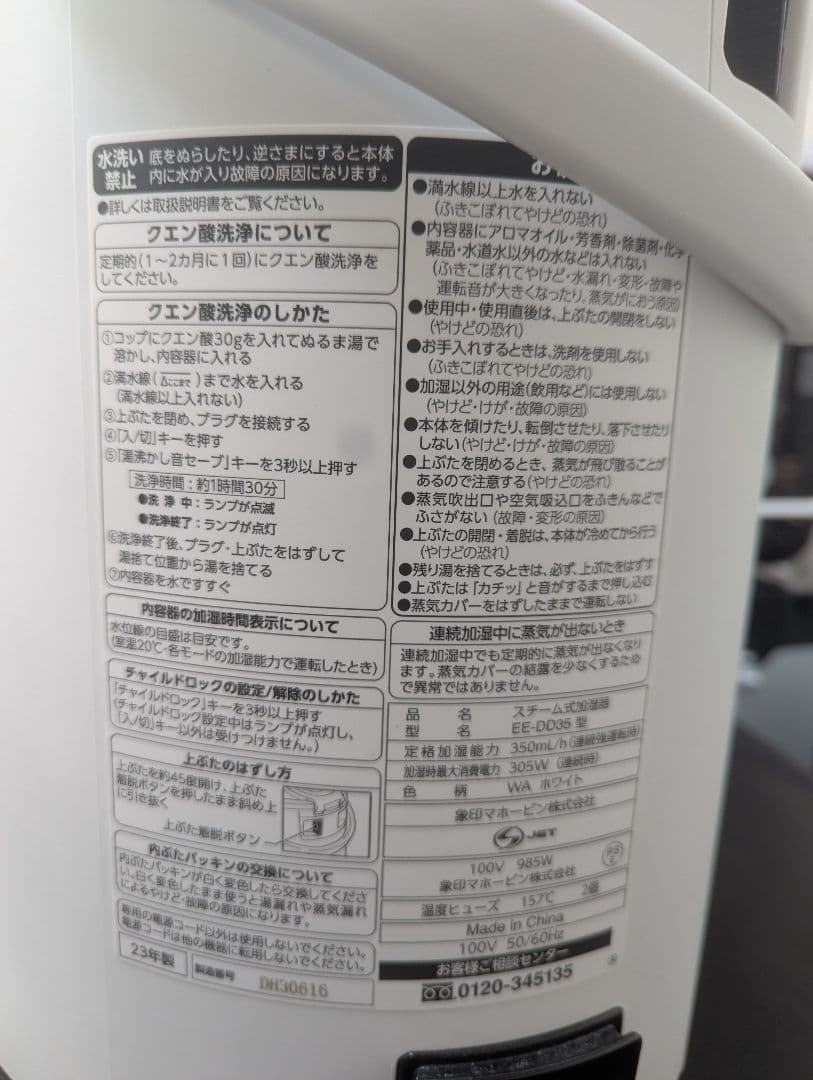 水洗い禁止 底をぬらしたり、逆さまにすると本体
内に水が入り故障の原因になります。
●詳しくは取扱説明書をご覧ください。
クエン酸洗浄について
定期的(1～2カ月に1回)にクエン酸洗浄を
してください。
クエン酸洗浄のしかた
①コップにクエン酸30gを入れてぬるま湯で
溶かし、内容器に入れる
②満水線(△ここまで)まで水を入れる
(満水線以上入れない)
③上ぶたを閉め、プラグを接続する
④「入/切」キーを押す
⑤「湯沸かし音セーブ」キーを3秒以上押す
洗浄時間：約1時間30分
●洗浄中：ランプが点滅
●洗浄終了：ランプが点灯
⑥洗浄終了後、プラグ・上ぶたをはずして
湯捨て位置から湯を捨てる
⑦内容器を水ですすぐ
内容器の加湿時間表示について
水位線の目盛は目安です。
(室温20℃・各モードの加湿能力で運転したとき)
チャイルドロックの設定/解除のしかた
「チャイルドロック」キーを3秒以上押す
(チャイルドロック設定中はランプが点灯し、
「入/切」キー以外は受けつけません。)
上ぶたのはずし方
上ぶたを約45度開け、上ぶた
着脱ボタンを押したまま斜め上
に引き抜く
上ぶた着脱ボタン
内ぶたパッキンの交換について
内ぶたパッキンが白く変色したら交換してくださ
い。白く変色したまま使うと湯漏れや蒸気漏れ
によるやけど・故障の原因になります。
専用の電源コード以外は使用しないでください。
電源コードは他の機器に転用しないでください。
23年製 製造番号 DH30616
●満水線以上水を入れない
(ふきこぼれてやけどの恐れ)
●内容器にアロマオイル・芳香剤・除菌剤・化学
薬品・水道水以外の水などは入れない
(ふきこぼれてやけど・水漏れ・変形・故障や
運転音が大きくなったり、蒸気がにおう原因)
●使用中・使用直後は、上ぶたの開閉をしない
(やけどの恐れ)
●お手入れするときは、洗剤を使用しない
(ふきこぼれてやけどの恐れ)
●加湿以外の用途(飲用など)には使用しない
(やけど・けが・故障の原因)
●本体を傾けたり、転倒させたり、落下させたり
しない(やけど・けが・故障の原因)
●上ぶたを閉めるとき、蒸気が飛び散ることが
あるので注意する(やけどの恐れ)
●蒸気吹出口や空気吸込口をふきんなどで
ふさがない(故障・変形の原因)
●上ぶたの開閉・着脱は、本体が冷めてから行う
(やけどの恐れ)
●残り湯を捨てるときは、必ず、上ぶたをはずす
●上ぶたは「カチッ」と音がするまで押し込む
●蒸気カバーをはずしたままで運転しない
連続加湿中に蒸気が出ないとき
連続加湿中でも定期的に蒸気が出なくなり
ます。蒸気カバーの結露を少なくするため
で異常ではありません。
品名 スチーム式加湿器
型名 EE-DD35 型
定格加湿能力 350mL/h (連続強運転時)
加湿時最大消費電力 305W (連続時)
色柄 WA ホワイト
象印マホービン株式会社
JET
100V 985W
象印マホービン株式会社
PS
E
温度ヒューズ 157℃ 2個
Made in China
100V 50/60Hz
お客様ご相談センター
0120-345135